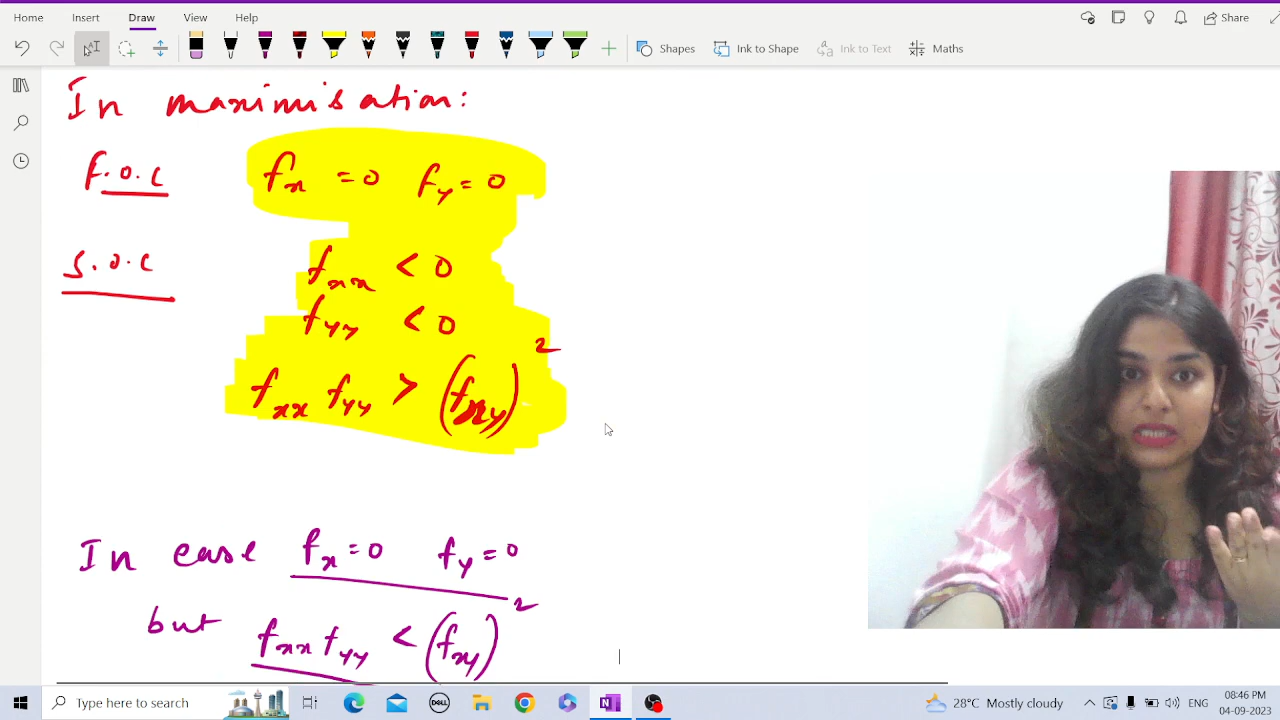 Home Insert Draw View Help Share
Shapes Ink to Shape Ink to Text Maths
In maximisation:
F.O.C fx = 0 fy = 0
S.O.C fxx < 0
fyy < 0
fxx fyy > (fxy)²
In case fx = 0 fy = 0
but fxx fyy < (fxy)²
Type here to search DELL 28°C Mostly cloudy 8:46 PM
04-09-2023